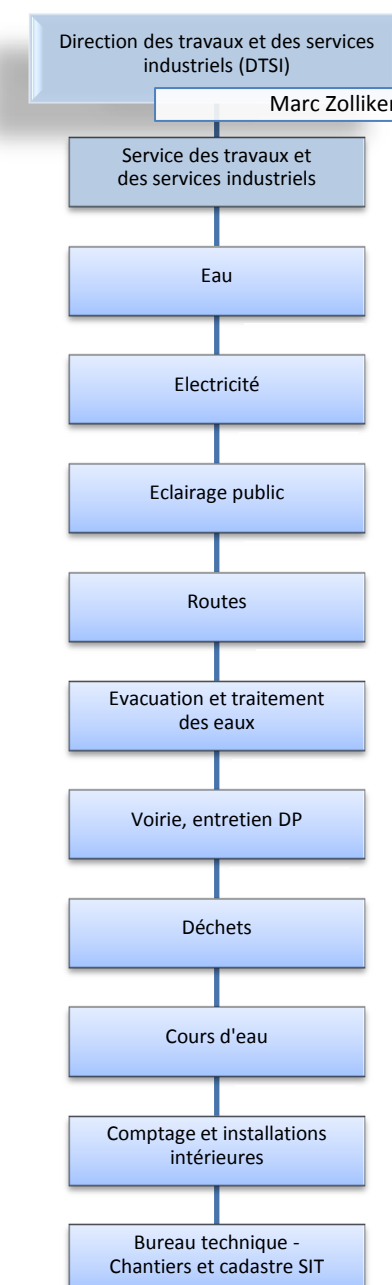 Direction des travaux et des services
industriels (DTSI)
Marc Zolliker
Service des travaux et
des services industriels
Eau
Electricité
Eclairage public
Routes
Evacuation et traitement
des eaux
Voirie, entretien DP
Déchets
Cours d'eau
Comptage et installations
intérieures
Bureau technique -
Chantiers et cadastre SIT